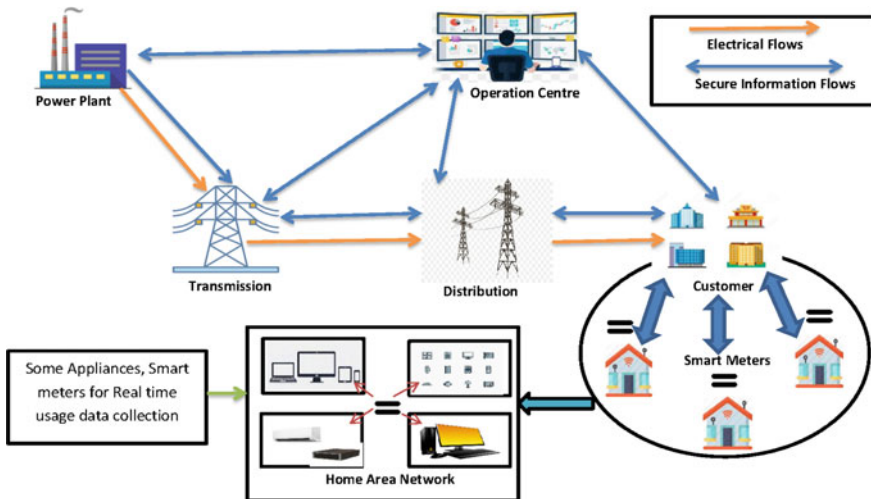 Electrical Flows
Secure Information Flows
Power Plant
Operation Centre
Transmission
Distribution
Customer
Smart Meters
Some Appliances, Smart
meters for Real time
usage data collection
Home Area Network